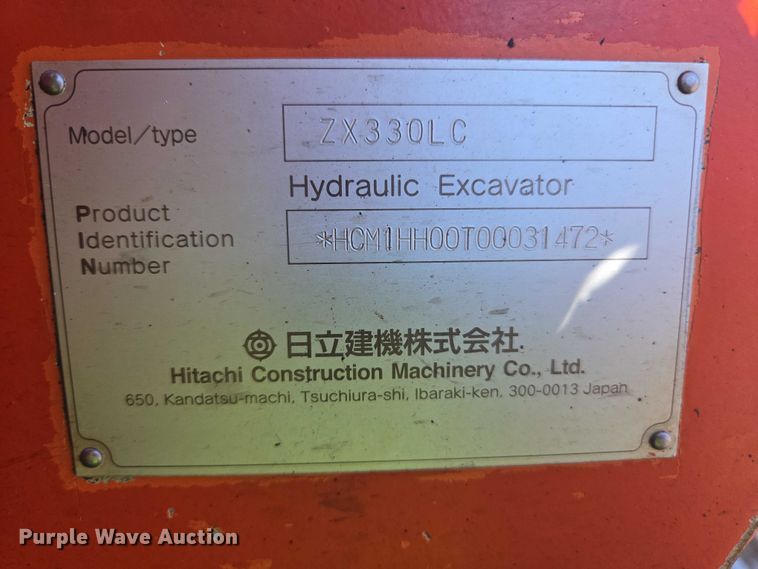 Model/type ZX330LC
Hydraulic Excavator
Product
Identification
Number
*HCM1HH00T00031472*
日立建機株式会社.
Hitachi Construction Machinery Co., Ltd.
650, Kandatsu-machi, Tsuchiura-shi, Ibaraki-ken, 300-0013 Japan
Purple Wave Auction